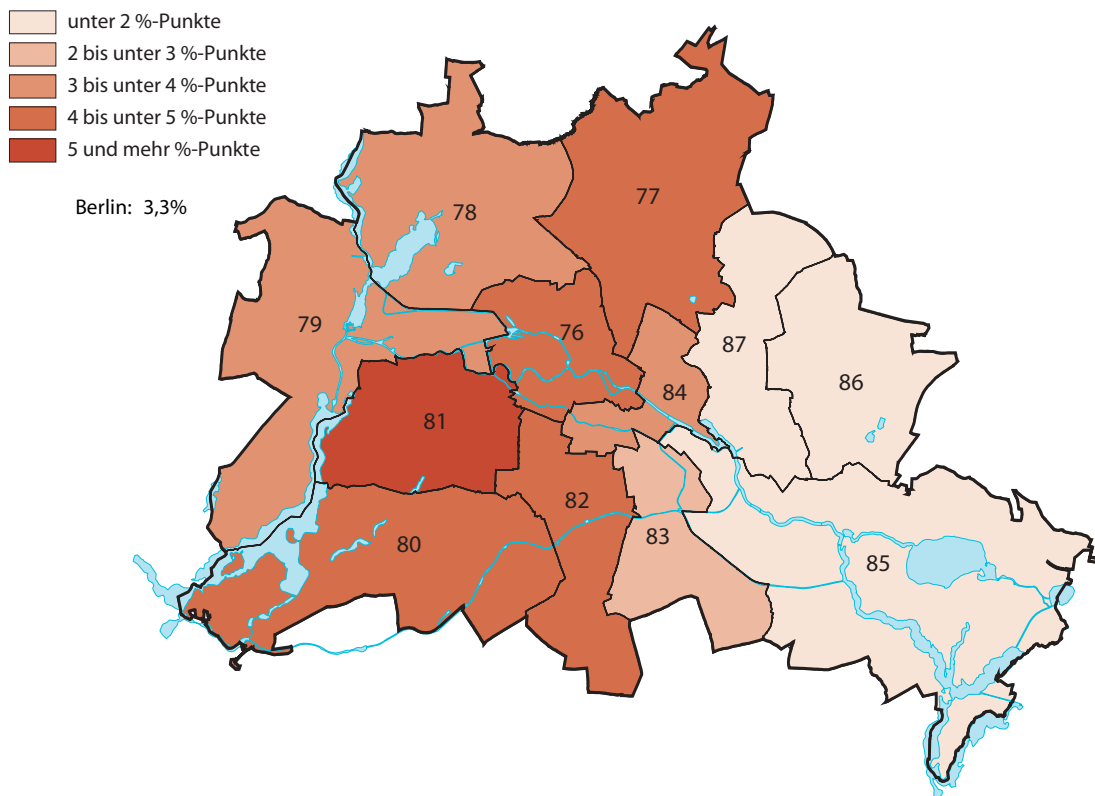 unter 2 %-Punkte
2 bis unter 3 %-Punkte
3 bis unter 4 %-Punkte
4 bis unter 5 %-Punkte
5 und mehr %-Punkte
Berlin: 3,3%
77
78
79
76
87
86
84
81
82
83
80
85